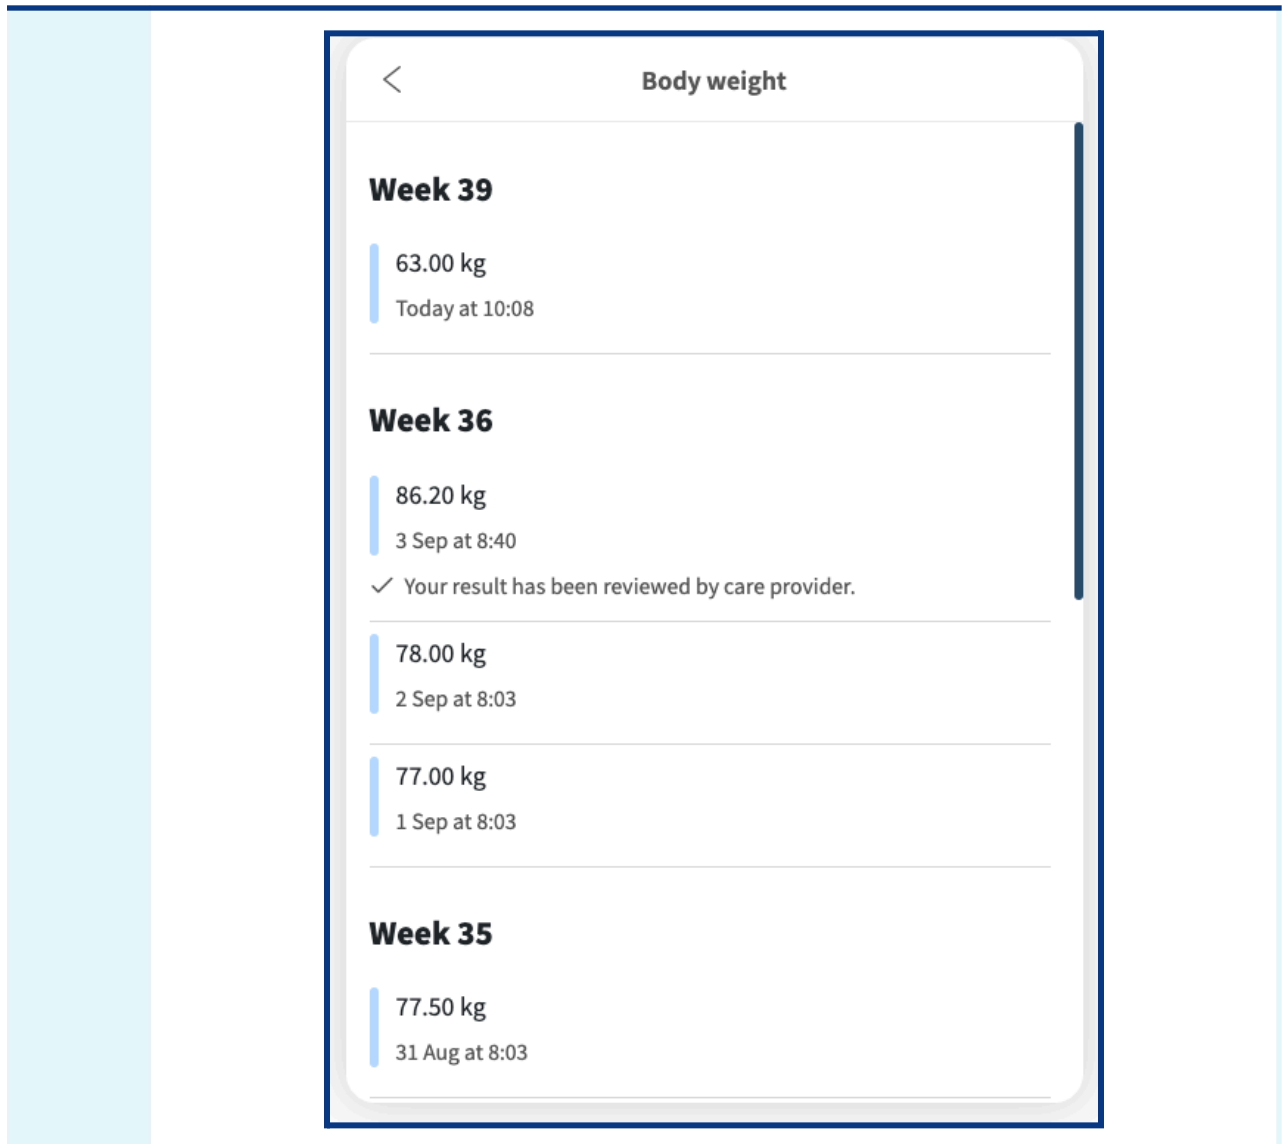 Body weight
Week 39
63.00 kg
Today at 10:08
Week 36
86.20 kg
3 Sep at 8:40
Your result has been reviewed by care provider.
78.00 kg
2 Sep at 8:03
77.00 kg
1 Sep at 8:03
Week 35
77.50 kg
31 Aug at 8:03